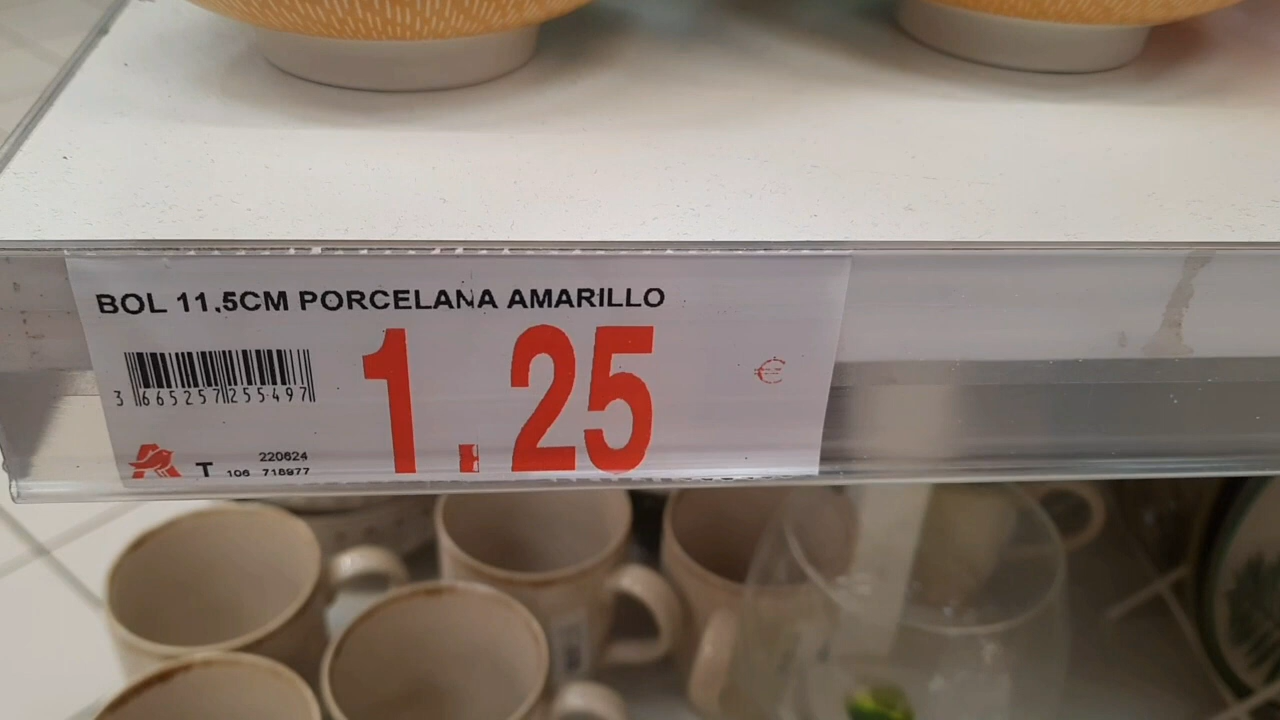 BOL 11,5CM PORCELANA AMARILLO
1.25 €
3 665257 255497
220624
T 106 718977